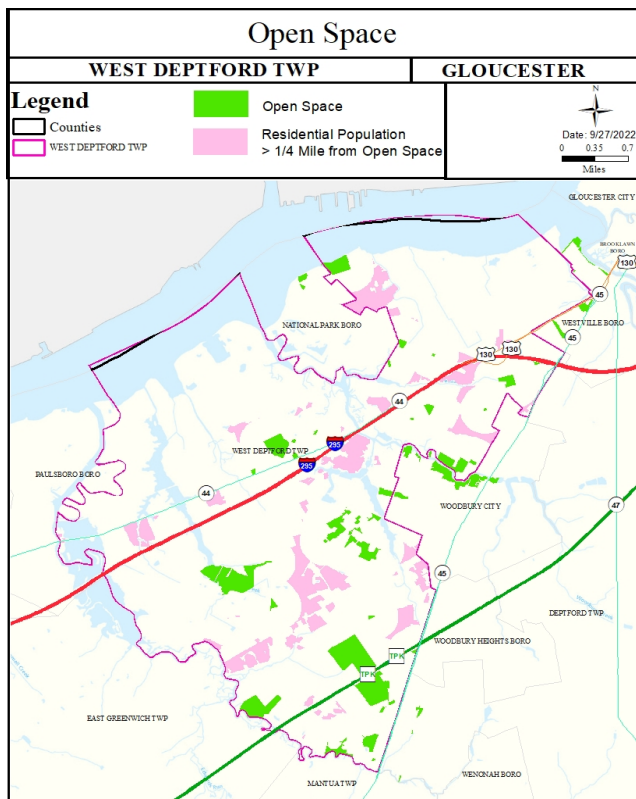 Open Space
WEST DEPTFORD TWP
GLOUCESTER
Legend
Counties
WEST DEPTFORD TWP
Open Space
Residential Population
> 1/4 Mile from Open Space
N
Date: 9/27/2022
0 0.35 0.7
Miles
GLOUCESTER CITY
BROOKLAWN
BORO
130
45
WESTVILLE BORO
45
NATIONAL PARK BORO
130
130
44
WEST DEPTFORD TWP
295
295
PAULSBORO BORO
44
WOODBURY CITY
47
45
DEPTFORD TWP
WOODBURY HEIGHTS BORO
TPK
TPK
EAST GREENWICH TWP
MANTUA TWP
WENONAH BORO